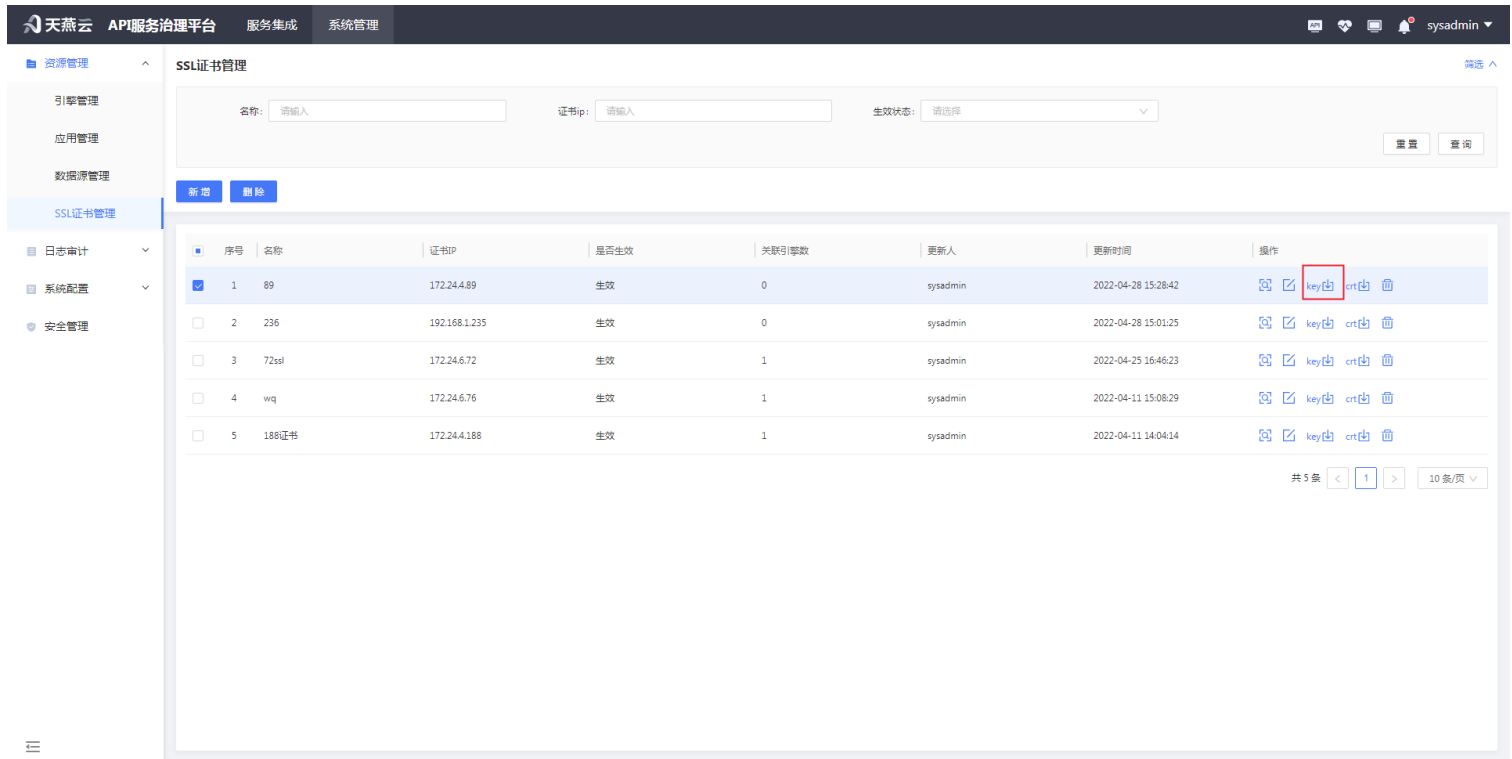 天燕云 API服务治理平台 服务集成 系统管理 API sysadmin
资源管理 SSL证书管理 筛选
引擎管理 名称: 请输入 证书ip: 请输入 生效状态: 请选择
应用管理 重置 查询
数据源管理 新增 删除
SSL证书管理
日志审计 序号 名称 证书IP 是否生效 关联引擎数 更新人 更新时间 操作
系统配置 1 89 172.24.4.89 生效 0 sysadmin 2022-04-28 15:28:42 key crt
安全管理 2 236 192.168.1.235 生效 0 sysadmin 2022-04-28 15:01:25 key crt
3 72ssl 172.24.6.72 生效 1 sysadmin 2022-04-25 16:46:23 key crt
4 wq 172.24.6.76 生效 1 sysadmin 2022-04-11 15:08:29 key crt
5 188证书 172.24.4.188 生效 1 sysadmin 2022-04-11 14:04:14 key crt
共 5 条 < 1 > 10 条/页